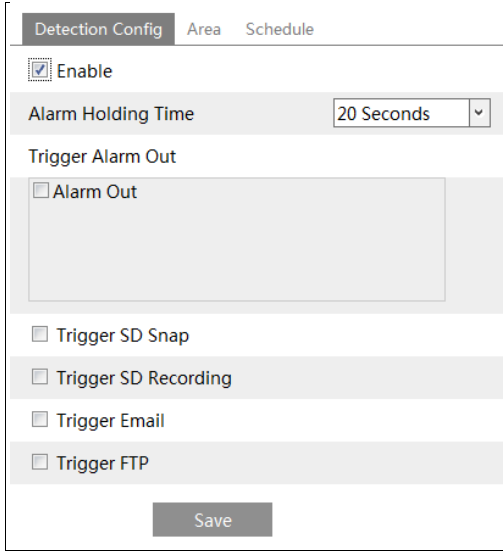 Detection Config Area Schedule
Enable
Alarm Holding Time 20 Seconds
Trigger Alarm Out
Alarm Out
Trigger SD Snap
Trigger SD Recording
Trigger Email
Trigger FTP
Save